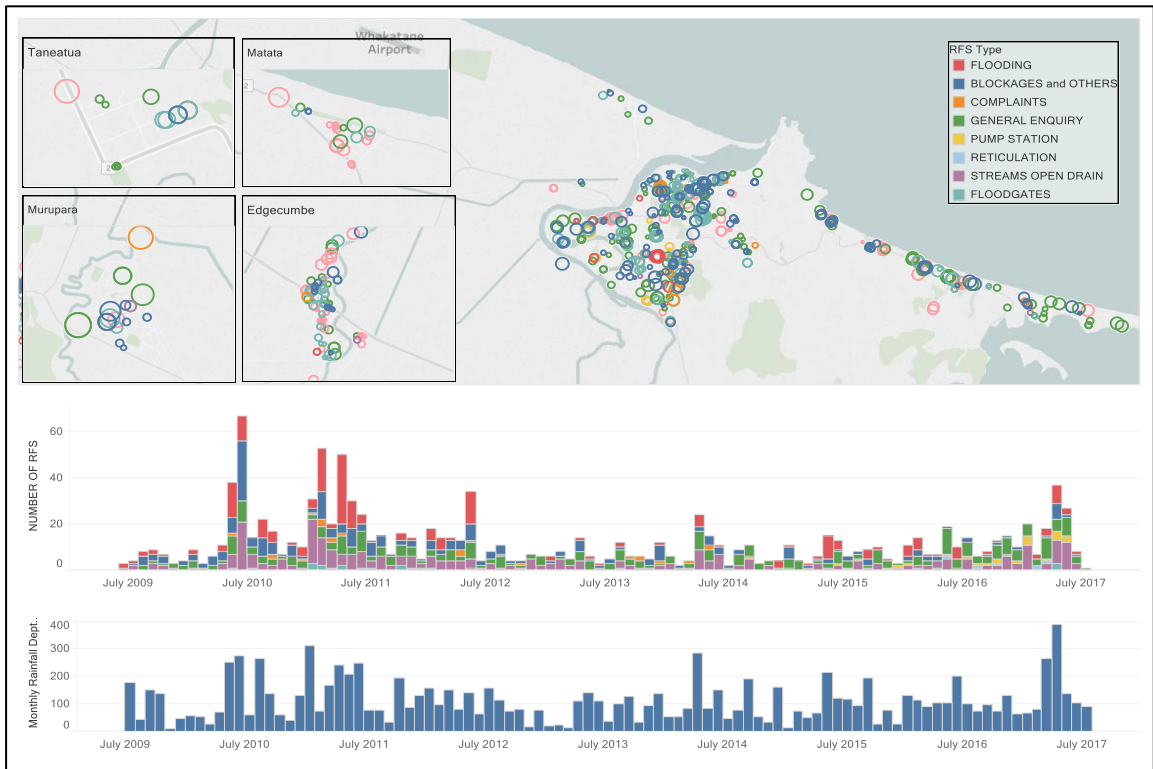 Whakatane
Airport
Taneatua
2
Matata
2
Murupara
Edgecumbe
RFS Type
FLOODING
BLOCKAGES and OTHERS
COMPLAINTS
GENERAL ENQUIRY
PUMP STATION
RETICULATION
STREAMS OPEN DRAIN
FLOODGATES
NUMBER OF RFS
60
40
20
0
July 2009
July 2010
July 2011
July 2012
July 2013
July 2014
July 2015
July 2016
July 2017
Monthly Rainfall Dept..
400
300
200
100
0
July 2009
July 2010
July 2011
July 2012
July 2013
July 2014
July 2015
July 2016
July 2017